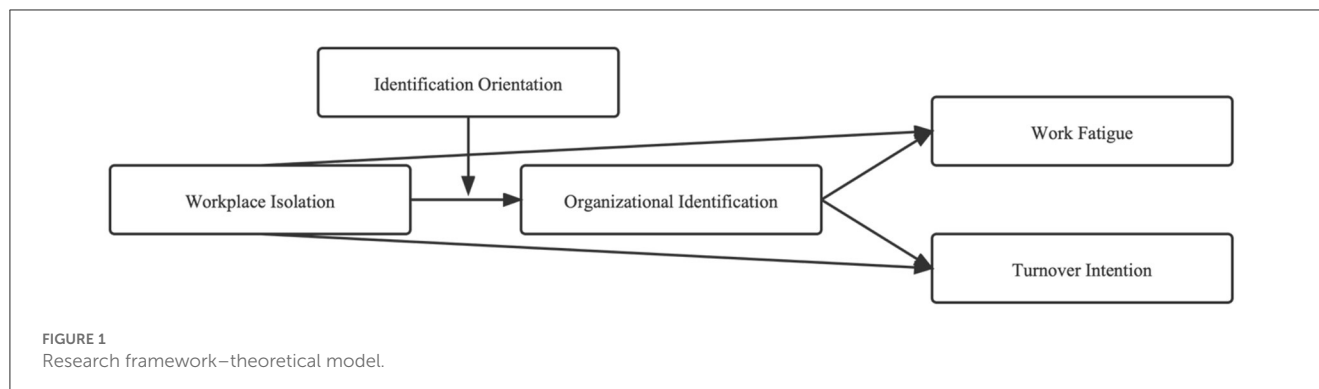 Identification Orientation
Work Fatigue
Workplace Isolation
Organizational Identification
Turnover Intention
FIGURE 1
Research framework–theoretical model.